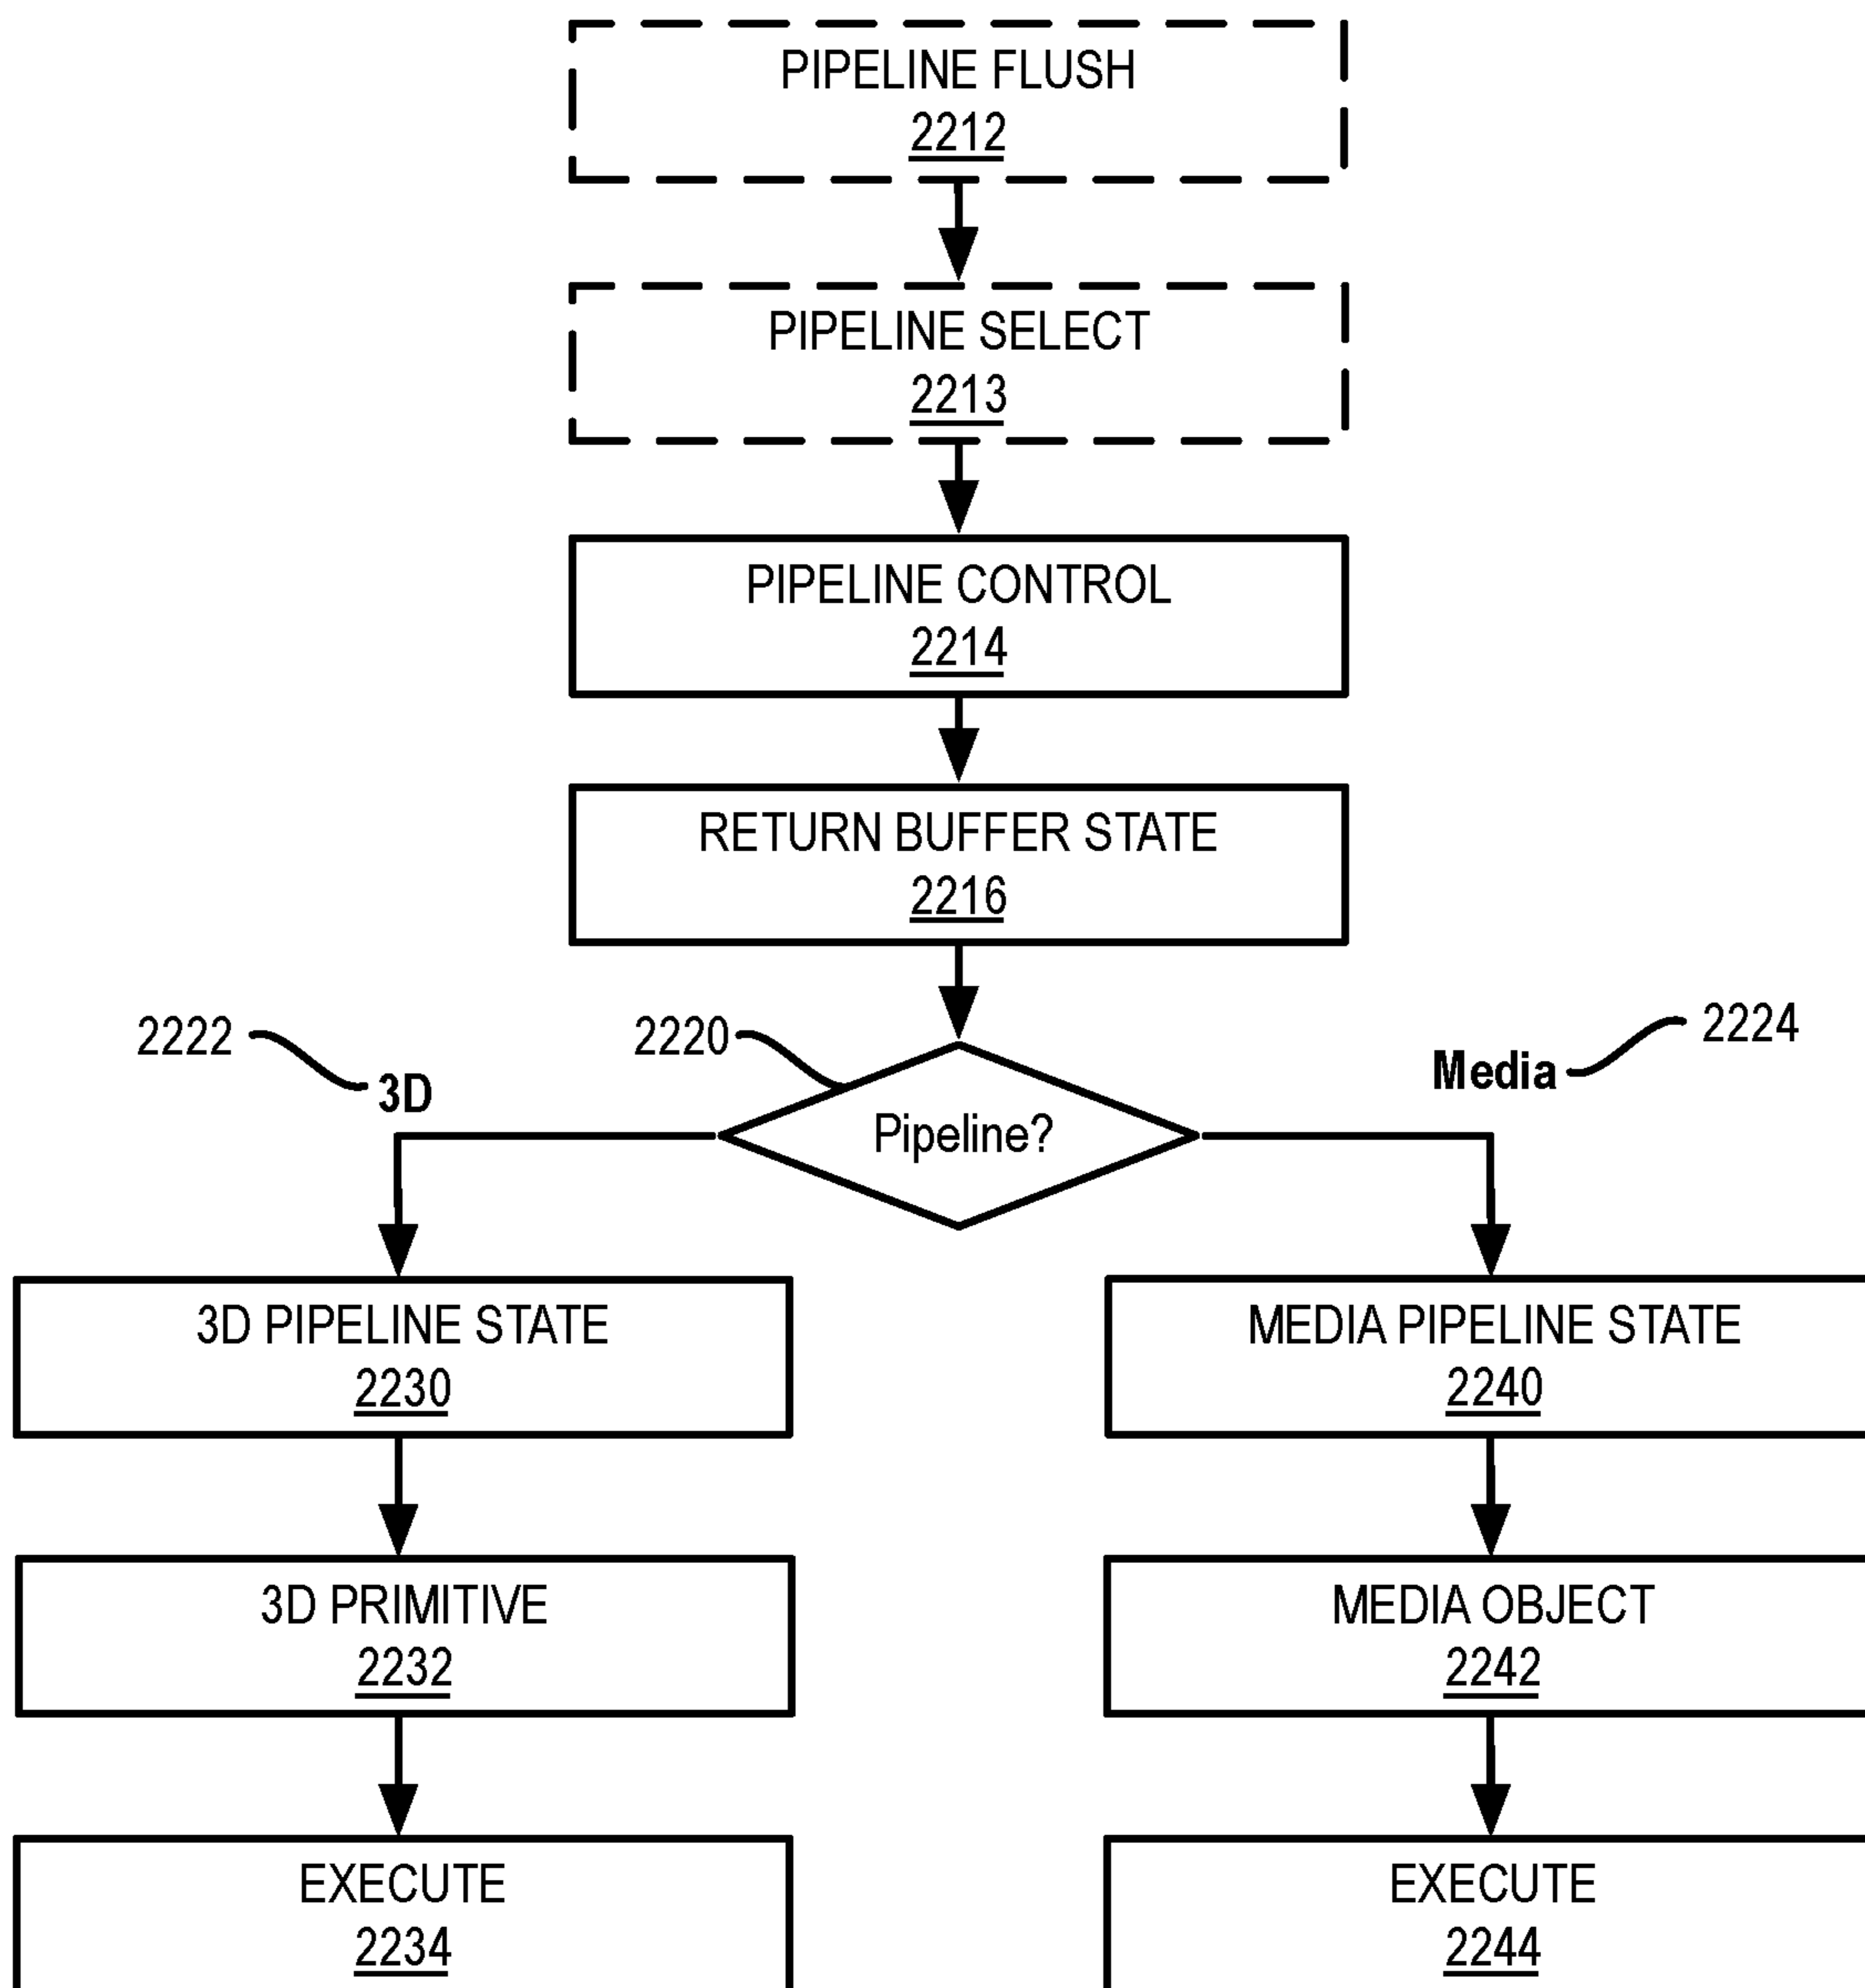 PIPELINE FLUSH
2212
PIPELINE SELECT
2213
PIPELINE CONTROL
2214
RETURN BUFFER STATE
2216
2222
3D
2220
Pipeline?
Media
2224
3D PIPELINE STATE
2230
MEDIA PIPELINE STATE
2240
3D PRIMITIVE
2232
MEDIA OBJECT
2242
EXECUTE
2234
EXECUTE
2244